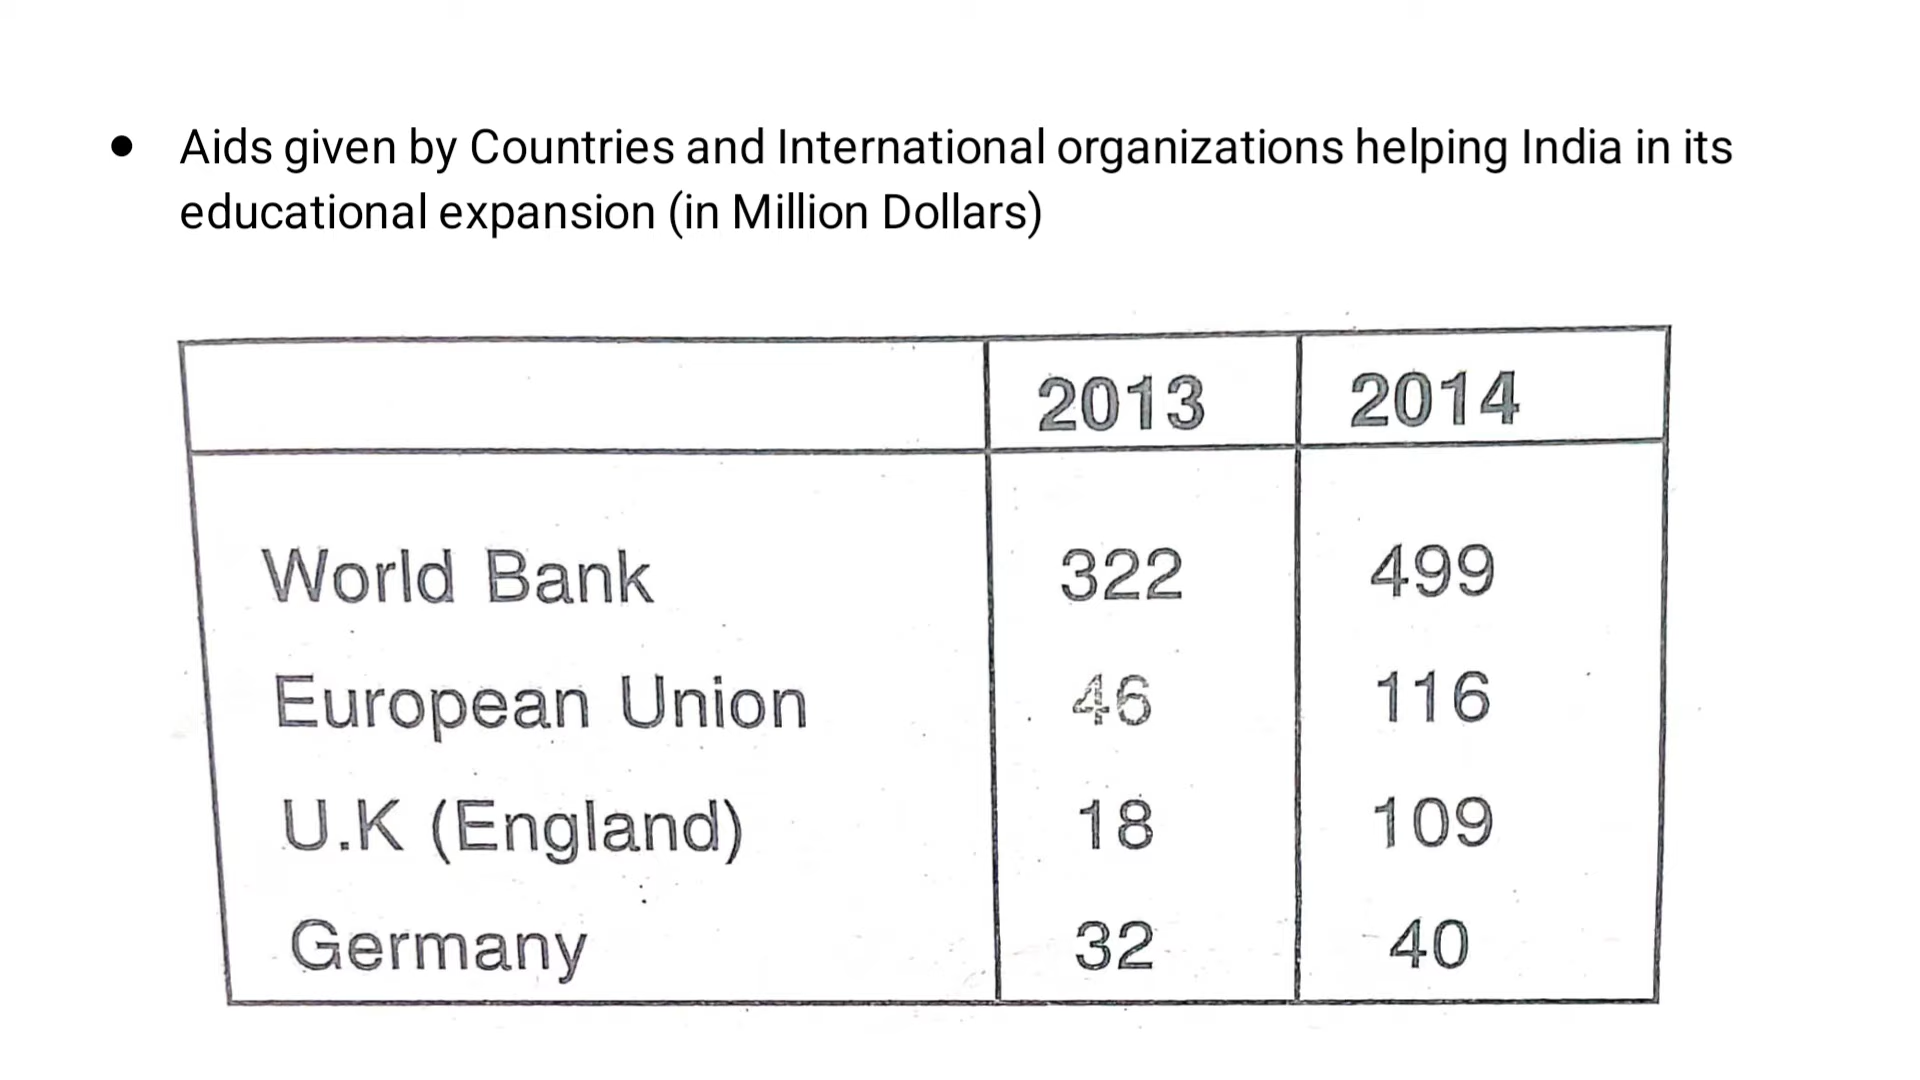 ● Aids given by Countries and International organizations helping India in its
educational expansion (in Million Dollars)
2013 2014
World Bank 322 499
European Union 46 116
U.K (England) 18 109
Germany 32 40